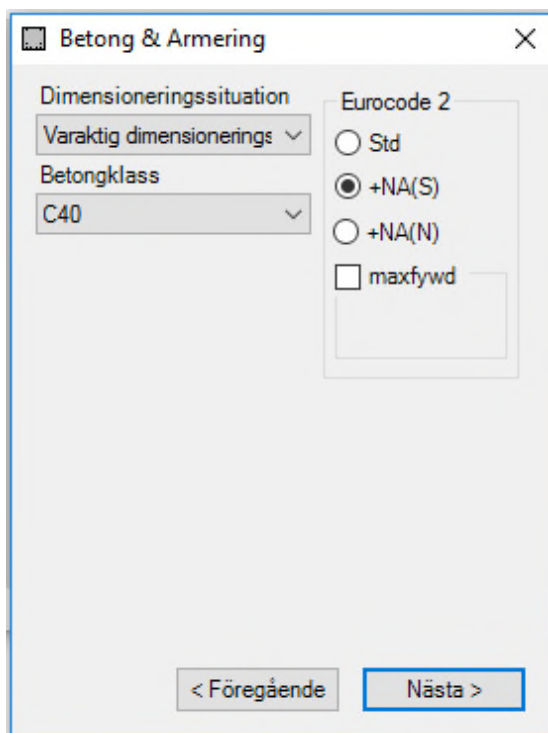 Betong & Armering
Dimensioneringssituation
Varaktig dimensionerings
Betongklass
C40
Eurocode 2
Std
+NA(S)
+NA(N)
maxfywd
< Föregående
Nästa >